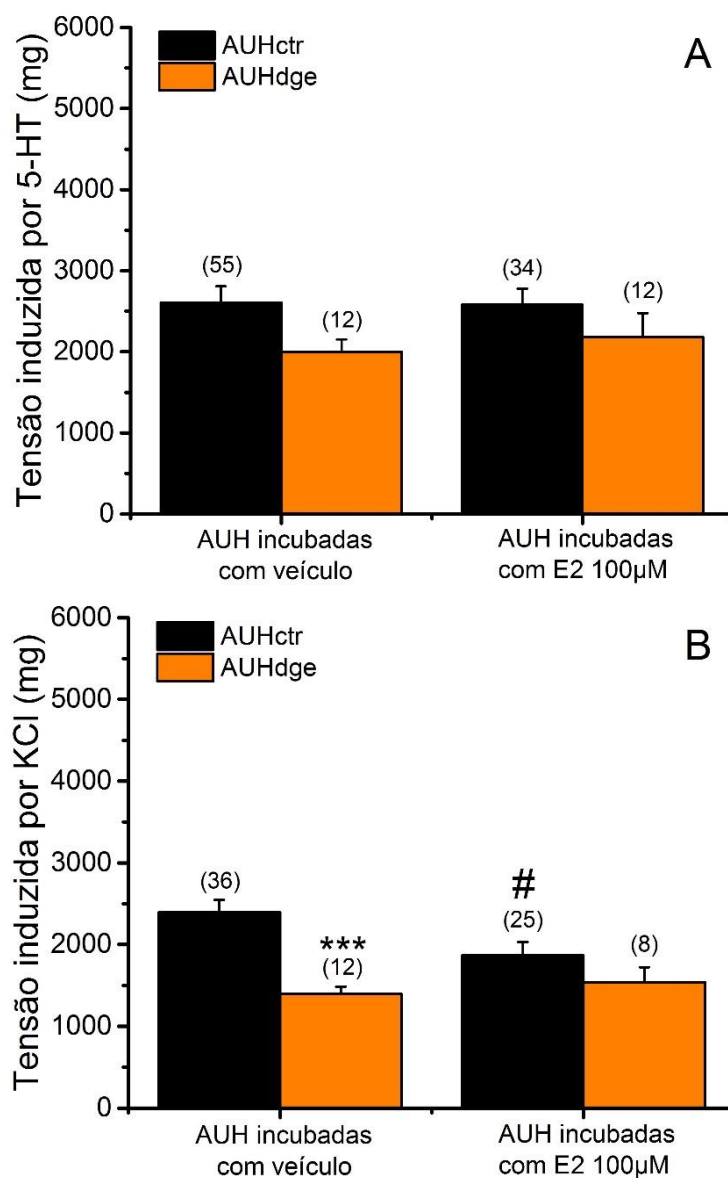 A
AUHctr
AUHdge
Tensão induzida por 5-HT (mg)
6000
5000
4000
3000
2000
1000
0
(55)
(12)
(34)
(12)
AUH incubadas
com veículo
AUH incubadas
com E2 100µM
B
AUHctr
AUHdge
Tensão induzida por KCl (mg)
6000
5000
4000
3000
2000
1000
0
(36)
***
(12)
#
(25)
(8)
AUH incubadas
com veículo
AUH incubadas
com E2 100µM